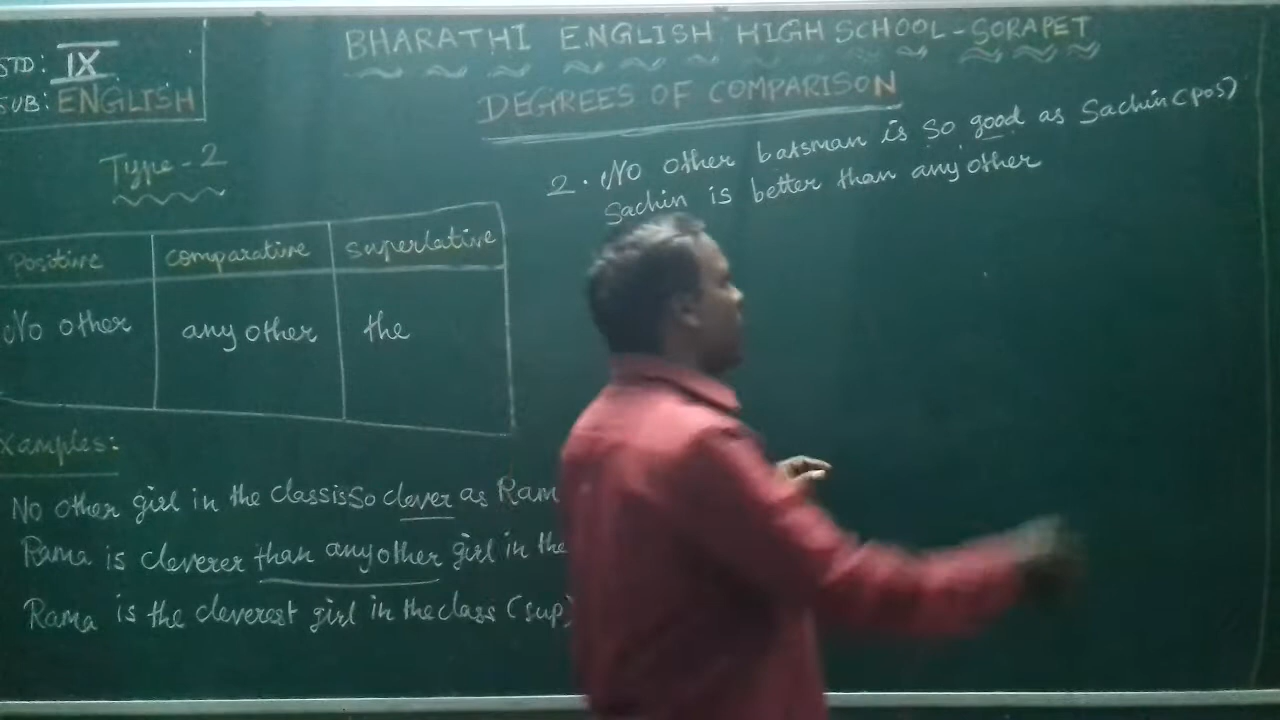 STD: IX
SUB: ENGLISH
BHARATHI ENGLISH HIGH SCHOOL - SORAPET
DEGREES OF COMPARISON
Type - 2
Positive comparative superlative
No other any other the
xamples:
No other girl in the class is so clever as Ram
Rama is cleverer than any other girl in the
Rama is the cleverest girl in the class (sup)
2. No other batsman is so good as Sachin (pos)
Sachin is better than any other